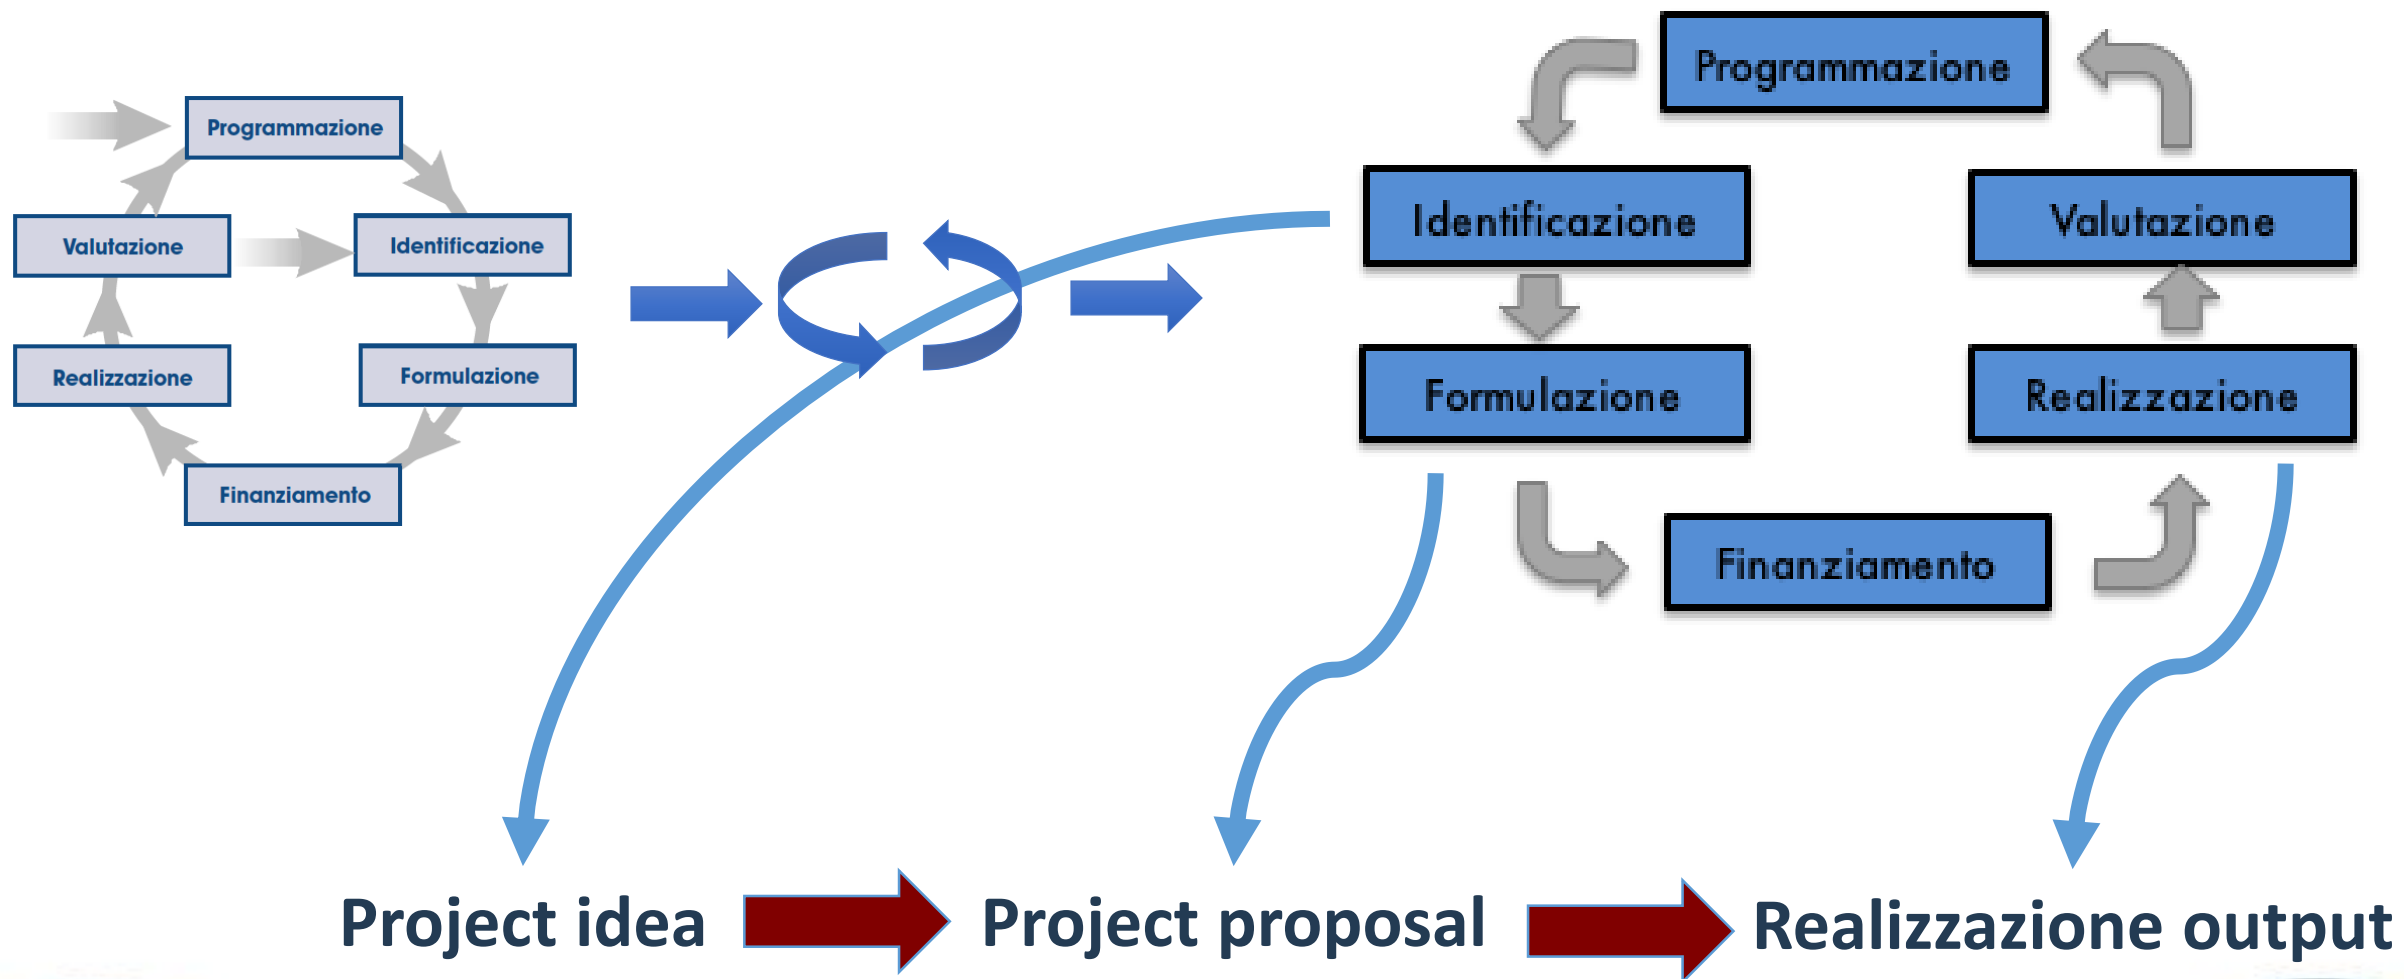 Programmazione
Valutazione
Identificazione
Realizzazione
Formulazione
Finanziamento
Programmazione
Identificazione
Valutazione
Formulazione
Realizzazione
Finanziamento
Project idea
Project proposal
Realizzazione output